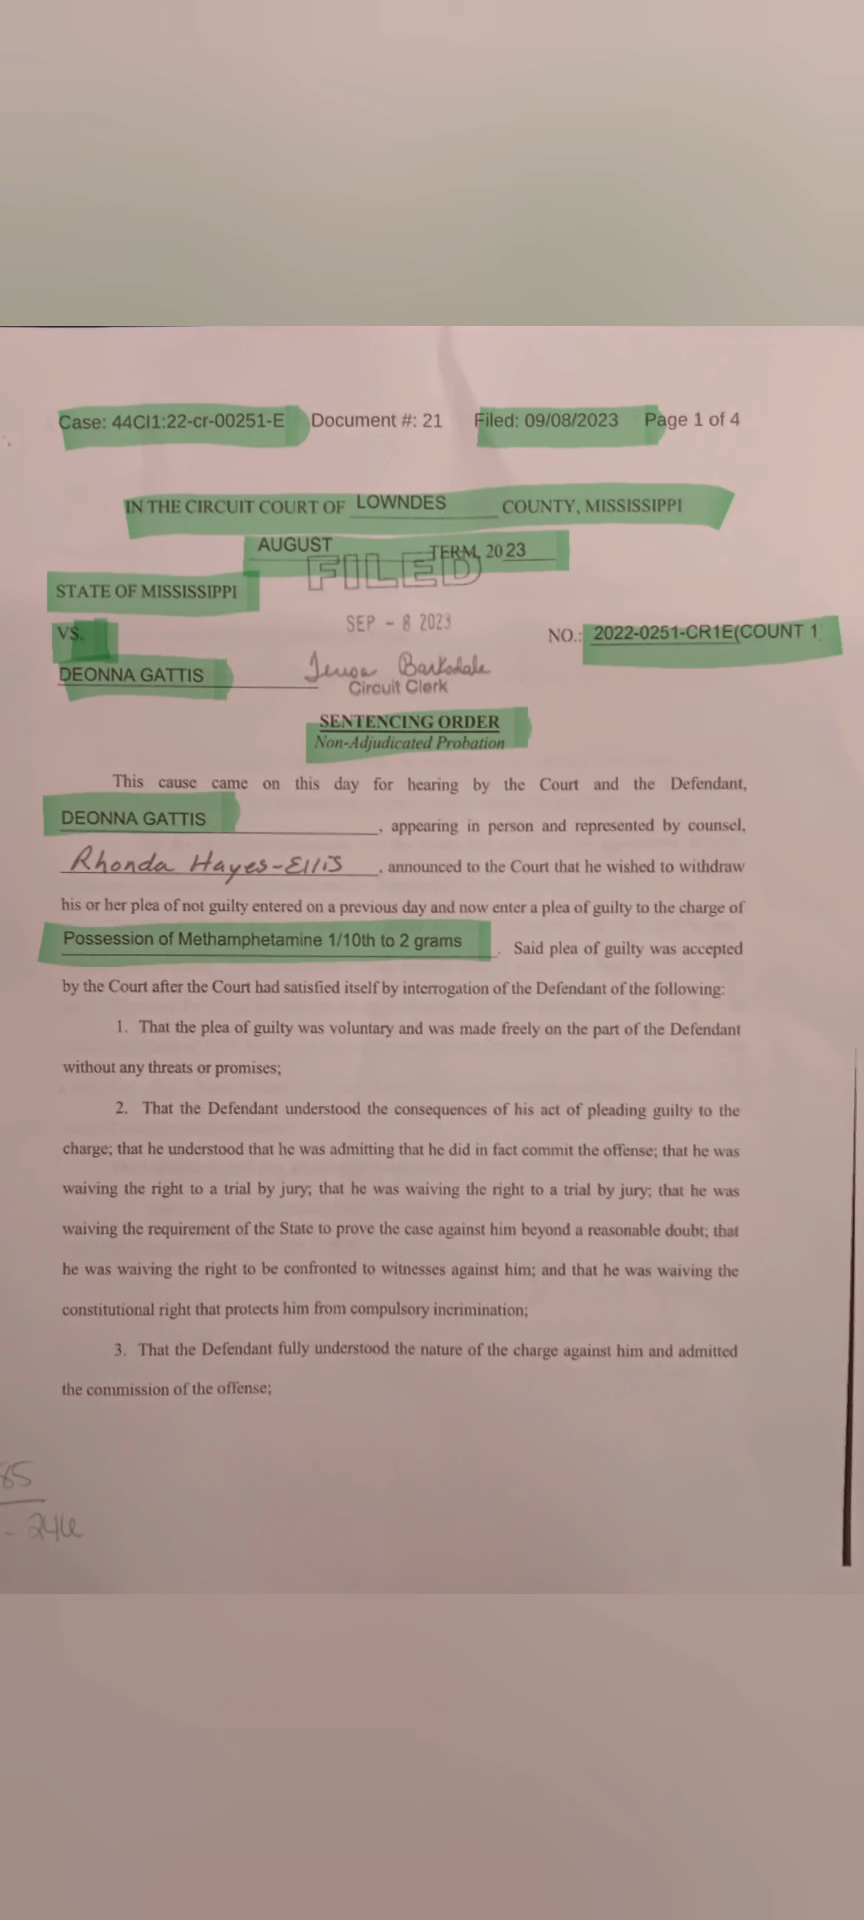 Case: 44CI1:22-cr-00251-E Document #: 21 Filed: 09/08/2023 Page 1 of 4
IN THE CIRCUIT COURT OF LOWNDES COUNTY, MISSISSIPPI
AUGUST TERM, 2023
FILED
STATE OF MISSISSIPPI
SEP - 8 2023
VS. NO.: 2022-0251-CR1E(COUNT 1
DEONNA GATTIS Barksdale
Circuit Clerk
SENTENCING ORDER
Non-Adjudicated Probation
This cause came on this day for hearing by the Court and the Defendant,
DEONNA GATTIS, appearing in person and represented by counsel,
Rhonda Hayes-Ellis, announced to the Court that he wished to withdraw
his or her plea of not guilty entered on a previous day and now enter a plea of guilty to the charge of
Possession of Methamphetamine 1/10th to 2 grams. Said plea of guilty was accepted
by the Court after the Court had satisfied itself by interrogation of the Defendant of the following:
1. That the plea of guilty was voluntary and was made freely on the part of the Defendant
without any threats or promises;
2. That the Defendant understood the consequences of his act of pleading guilty to the
charge; that he understood that he was admitting that he did in fact commit the offense; that he was
waiving the right to a trial by jury; that he was waiving the right to a trial by jury; that he was
waiving the requirement of the State to prove the case against him beyond a reasonable doubt; that
he was waiving the right to be confronted to witnesses against him; and that he was waiving the
constitutional right that protects him from compulsory incrimination;
3. That the Defendant fully understood the nature of the charge against him and admitted
the commission of the offense;